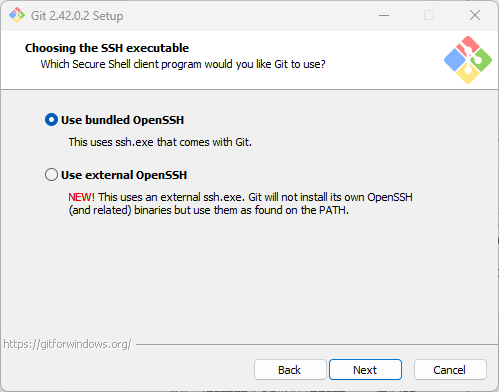 Git 2.42.0.2 Setup
Choosing the SSH executable
Which Secure Shell client program would you like Git to use?
Use bundled OpenSSH
This uses ssh.exe that comes with Git.
Use external OpenSSH
NEW! This uses an external ssh.exe. Git will not install its own OpenSSH
(and related) binaries but use them as found on the PATH.
https://gitforwindows.org/
Back Next Cancel